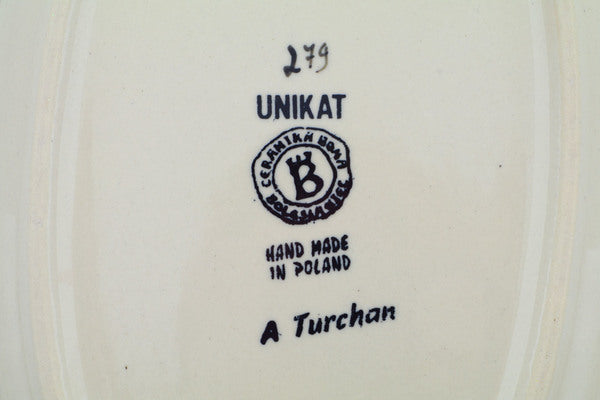 279
UNIKAT
CERAMIKA BONA
B
BOLESŁAWIEC
HAND MADE
IN POLAND
A Turchan